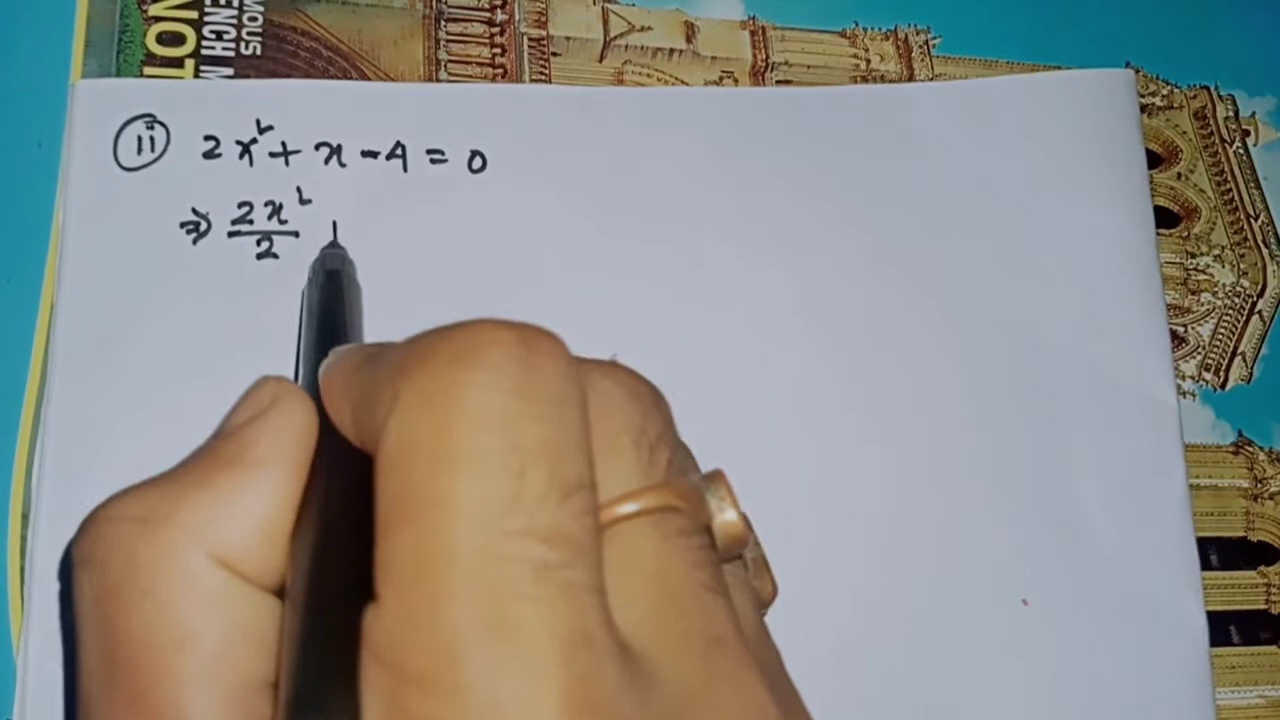 MOUS
ENCH
NOT
(ii) 2x² + x - 4 = 0
⇒ 2x²/2